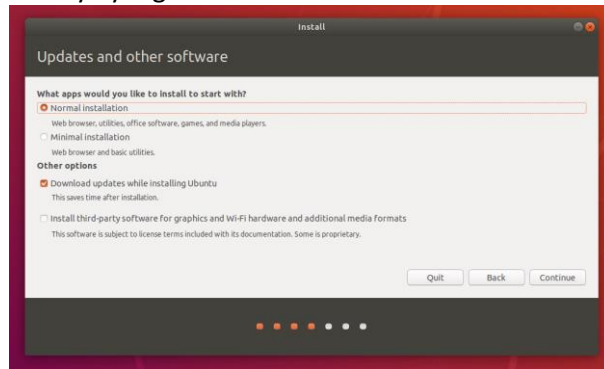 Install
Updates and other software
What apps would you like to install to start with?
Normal installation
Web browser, utilities, office software, games, and media players.
Minimal installation
Web browser and basic utilities.
Other options
Download updates while installing Ubuntu
This saves time after installation.
Install third-party software for graphics and Wi-Fi hardware and additional media formats
This software is subject to license terms included with its documentation. Some is proprietary.
Quit Back Continue